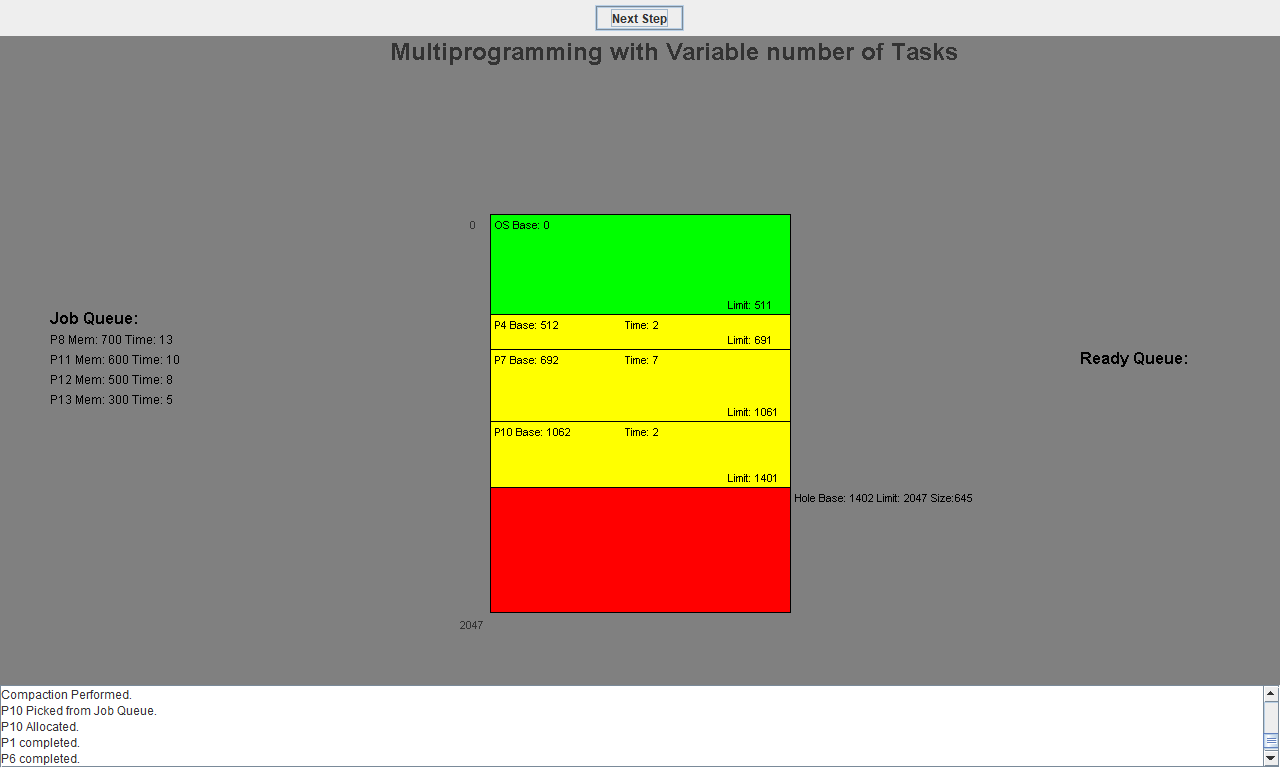 Next Step
Multiprogramming with Variable number of Tasks
0
OS Base: 0
Limit: 511
Job Queue:
P8 Mem: 700 Time: 13
P11 Mem: 600 Time: 10
P12 Mem: 500 Time: 8
P13 Mem: 300 Time: 5
P4 Base: 512 Time: 2
Limit: 691
P7 Base: 692 Time: 7
Limit: 1061
P10 Base: 1062 Time: 2
Limit: 1401
Ready Queue:
Hole Base: 1402 Limit: 2047 Size:645
2047
Compaction Performed.
P10 Picked from Job Queue.
P10 Allocated.
P1 completed.
P6 completed.